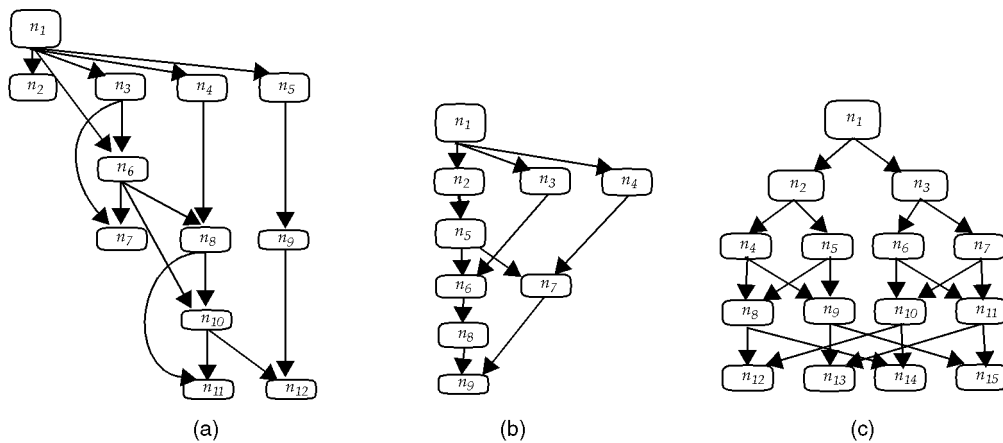 n1
n2 n3 n4 n5
n6
n7 n8 n9
n10
n11 n12
(a)
n1
n2 n3 n4
n5
n6 n7
n8
n9
(b)
n1
n2 n3
n4 n5 n6 n7
n8 n9 n10 n11
n12 n13 n14 n15
(c)